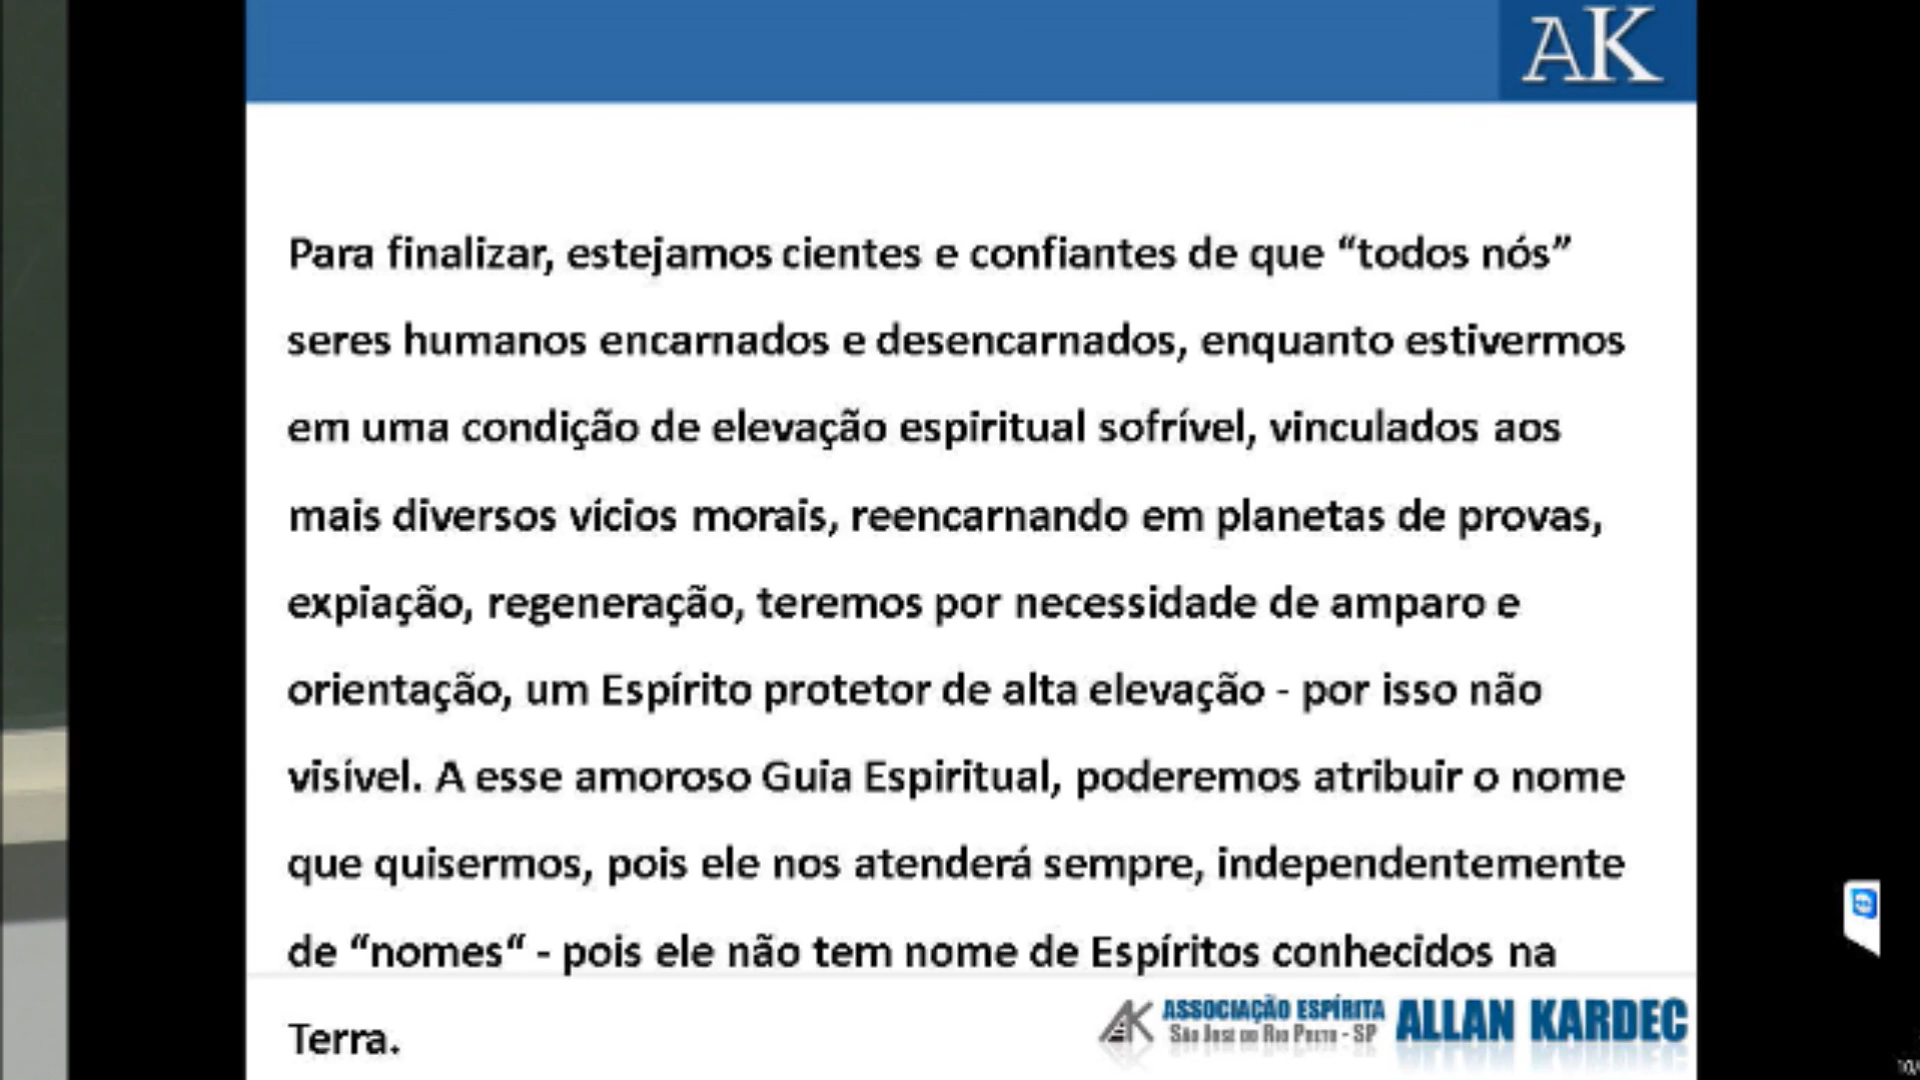 AK
Para finalizar, estejamos cientes e confiantes de que “todos nós”
seres humanos encarnados e desencarnados, enquanto estivermos
em uma condição de elevação espiritual sofrível, vinculados aos
mais diversos vícios morais, reencarnando em planetas de provas,
expiação, regeneração, teremos por necessidade de amparo e
orientação, um Espírito protetor de alta elevação - por isso não
visível. A esse amoroso Guia Espiritual, poderemos atribuir o nome
que quisermos, pois ele nos atenderá sempre, independentemente
de “nomes“ - pois ele não tem nome de Espíritos conhecidos na
Terra.
AK ASSOCIAÇÃO ESPÍRITA ALLAN KARDEC
São José do Rio Preto - SP
10/